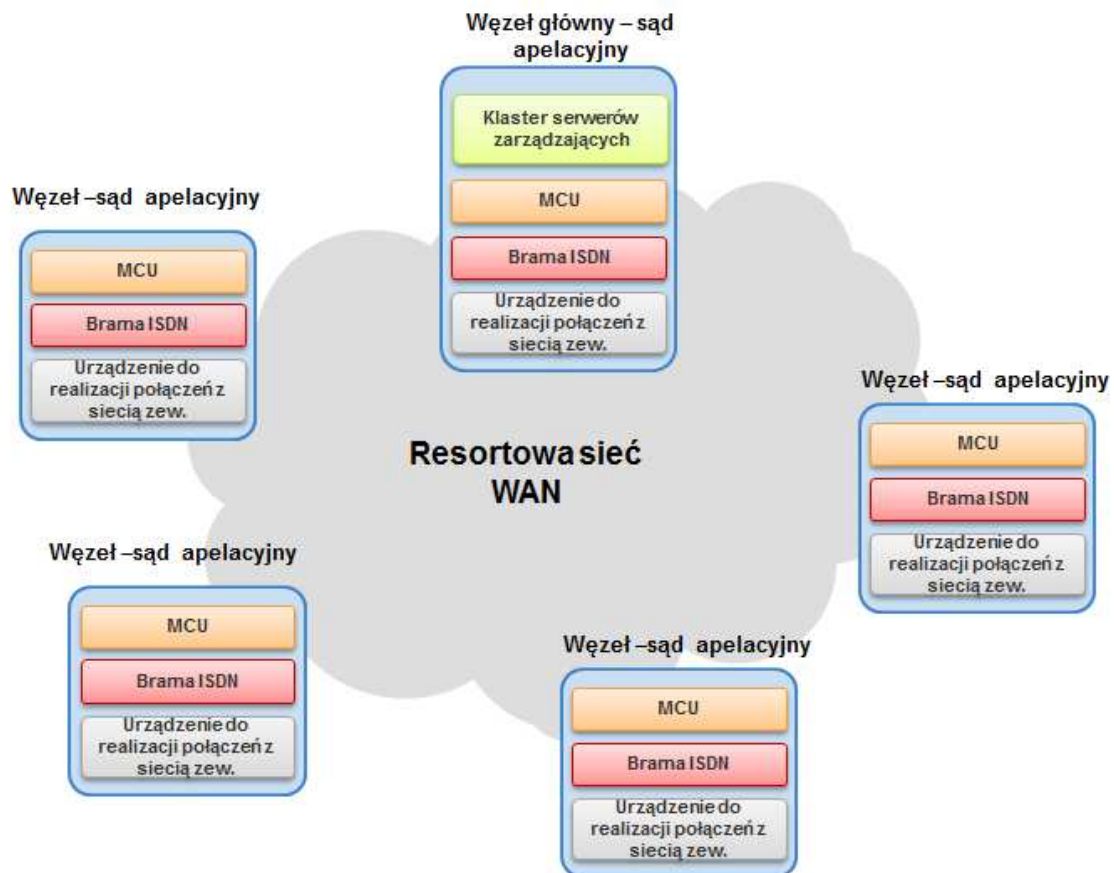 Węzeł główny – sąd
apelacyjny
Klaster serwerów
zarządzających
MCU
Brama ISDN
Urządzenie do
realizacji połączeń z
siecią zew.
Węzeł –sąd apelacyjny
MCU
Brama ISDN
Urządzenie do
realizacji połączeń z
siecią zew.
Węzeł –sąd apelacyjny
MCU
Brama ISDN
Urządzenie do
realizacji połączeń z
siecią zew.
Resortowa sieć
WAN
Węzeł –sąd apelacyjny
MCU
Brama ISDN
Urządzenie do
realizacji połączeń z
siecią zew.
Węzeł –sąd apelacyjny
MCU
Brama ISDN
Urządzenie do
realizacji połączeń z
siecią zew.